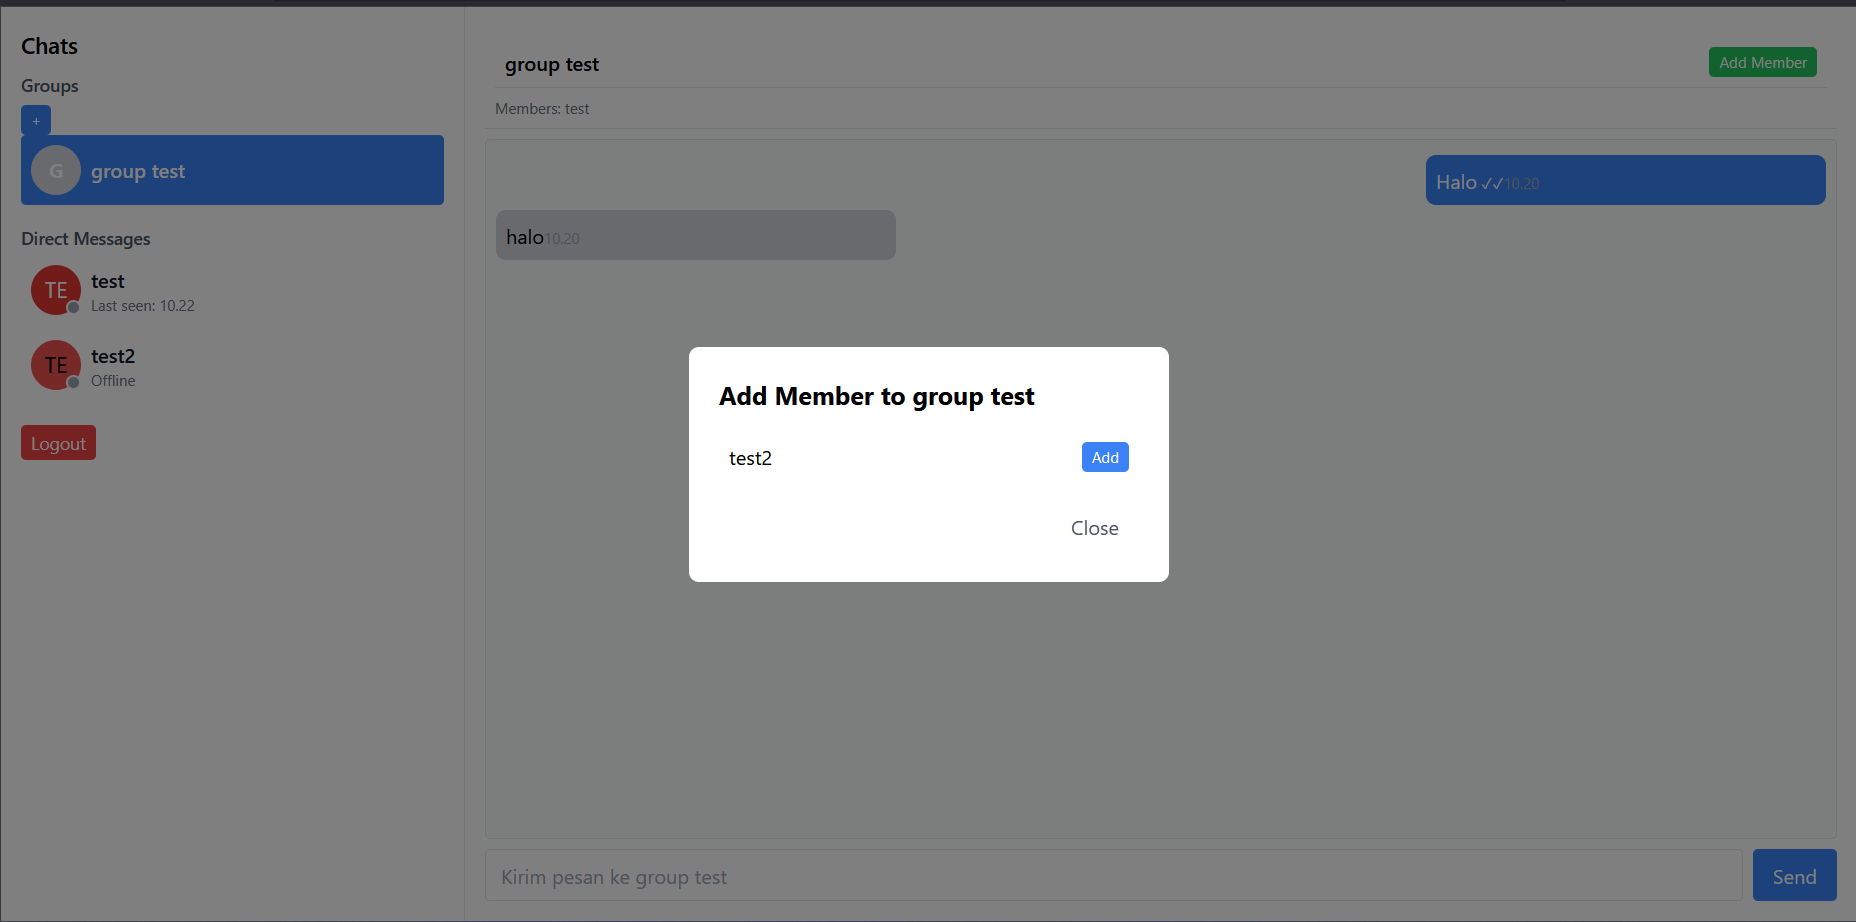 Chats
Groups
+
G
group test
Direct Messages
TE
test
Last seen: 10.22
TE
test2
Offline
Logout
group test
Add Member
Members: test
Halo ✓✓10.20
halo10.20
Add Member to group test
test2
Add
Close
Kirim pesan ke group test
Send